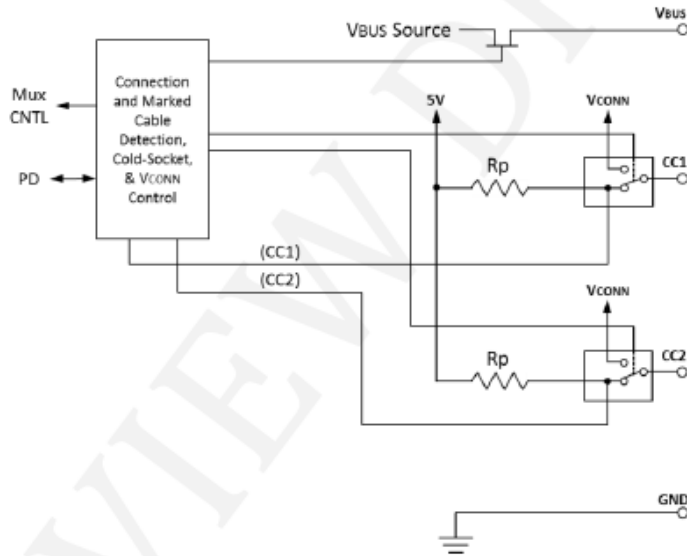 VBUS Source
VBUS
Connection
and Marked
Cable
Detection,
Cold-Socket,
& VCONN
Control
Mux
CNTL
PD
5V
VCONN
Rp
CC1
(CC1)
(CC2)
VCONN
Rp
CC2
GND